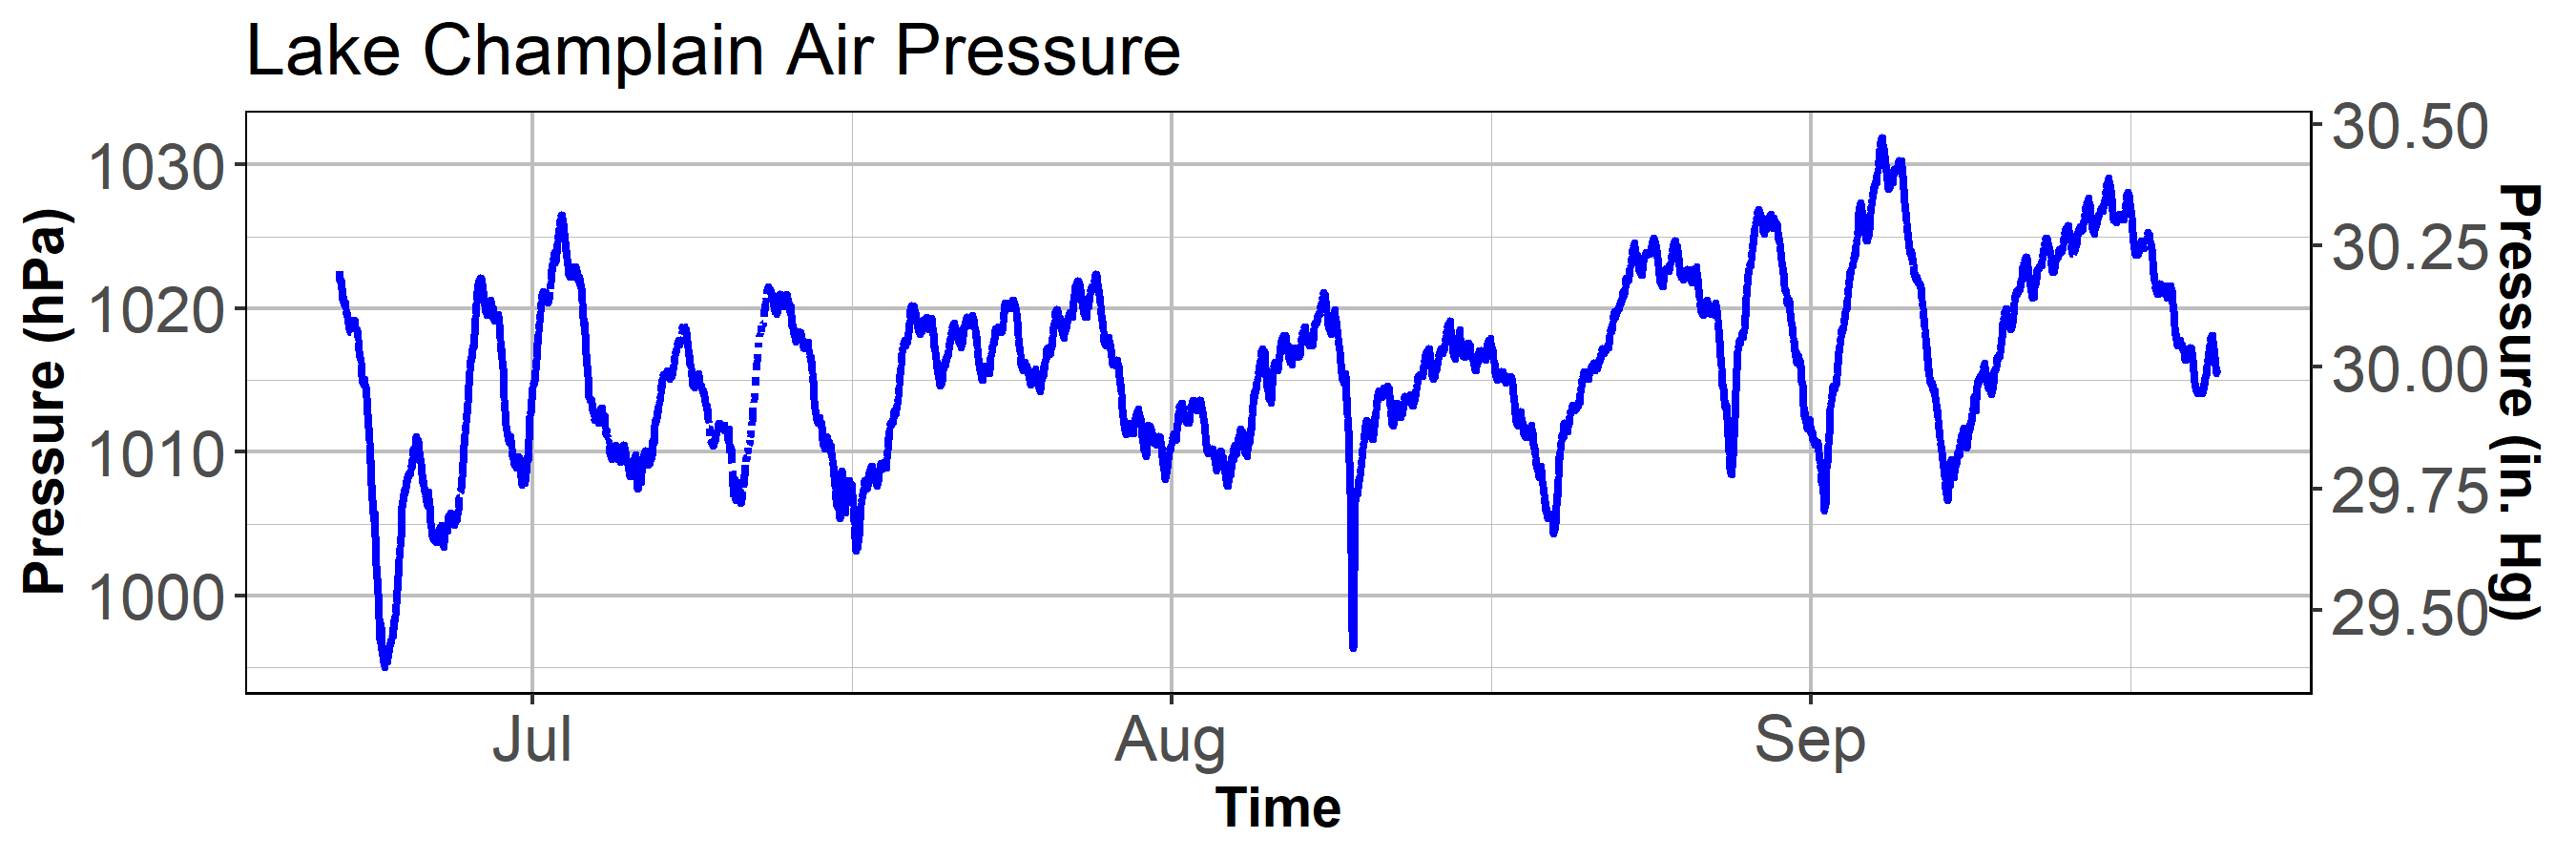 Lake Champlain Air Pressure
Pressure (hPa)
1030
1020
1010
1000
30.50
30.25
30.00
29.75
29.50
Pressure (in. Hg)
Jul
Aug
Sep
Time